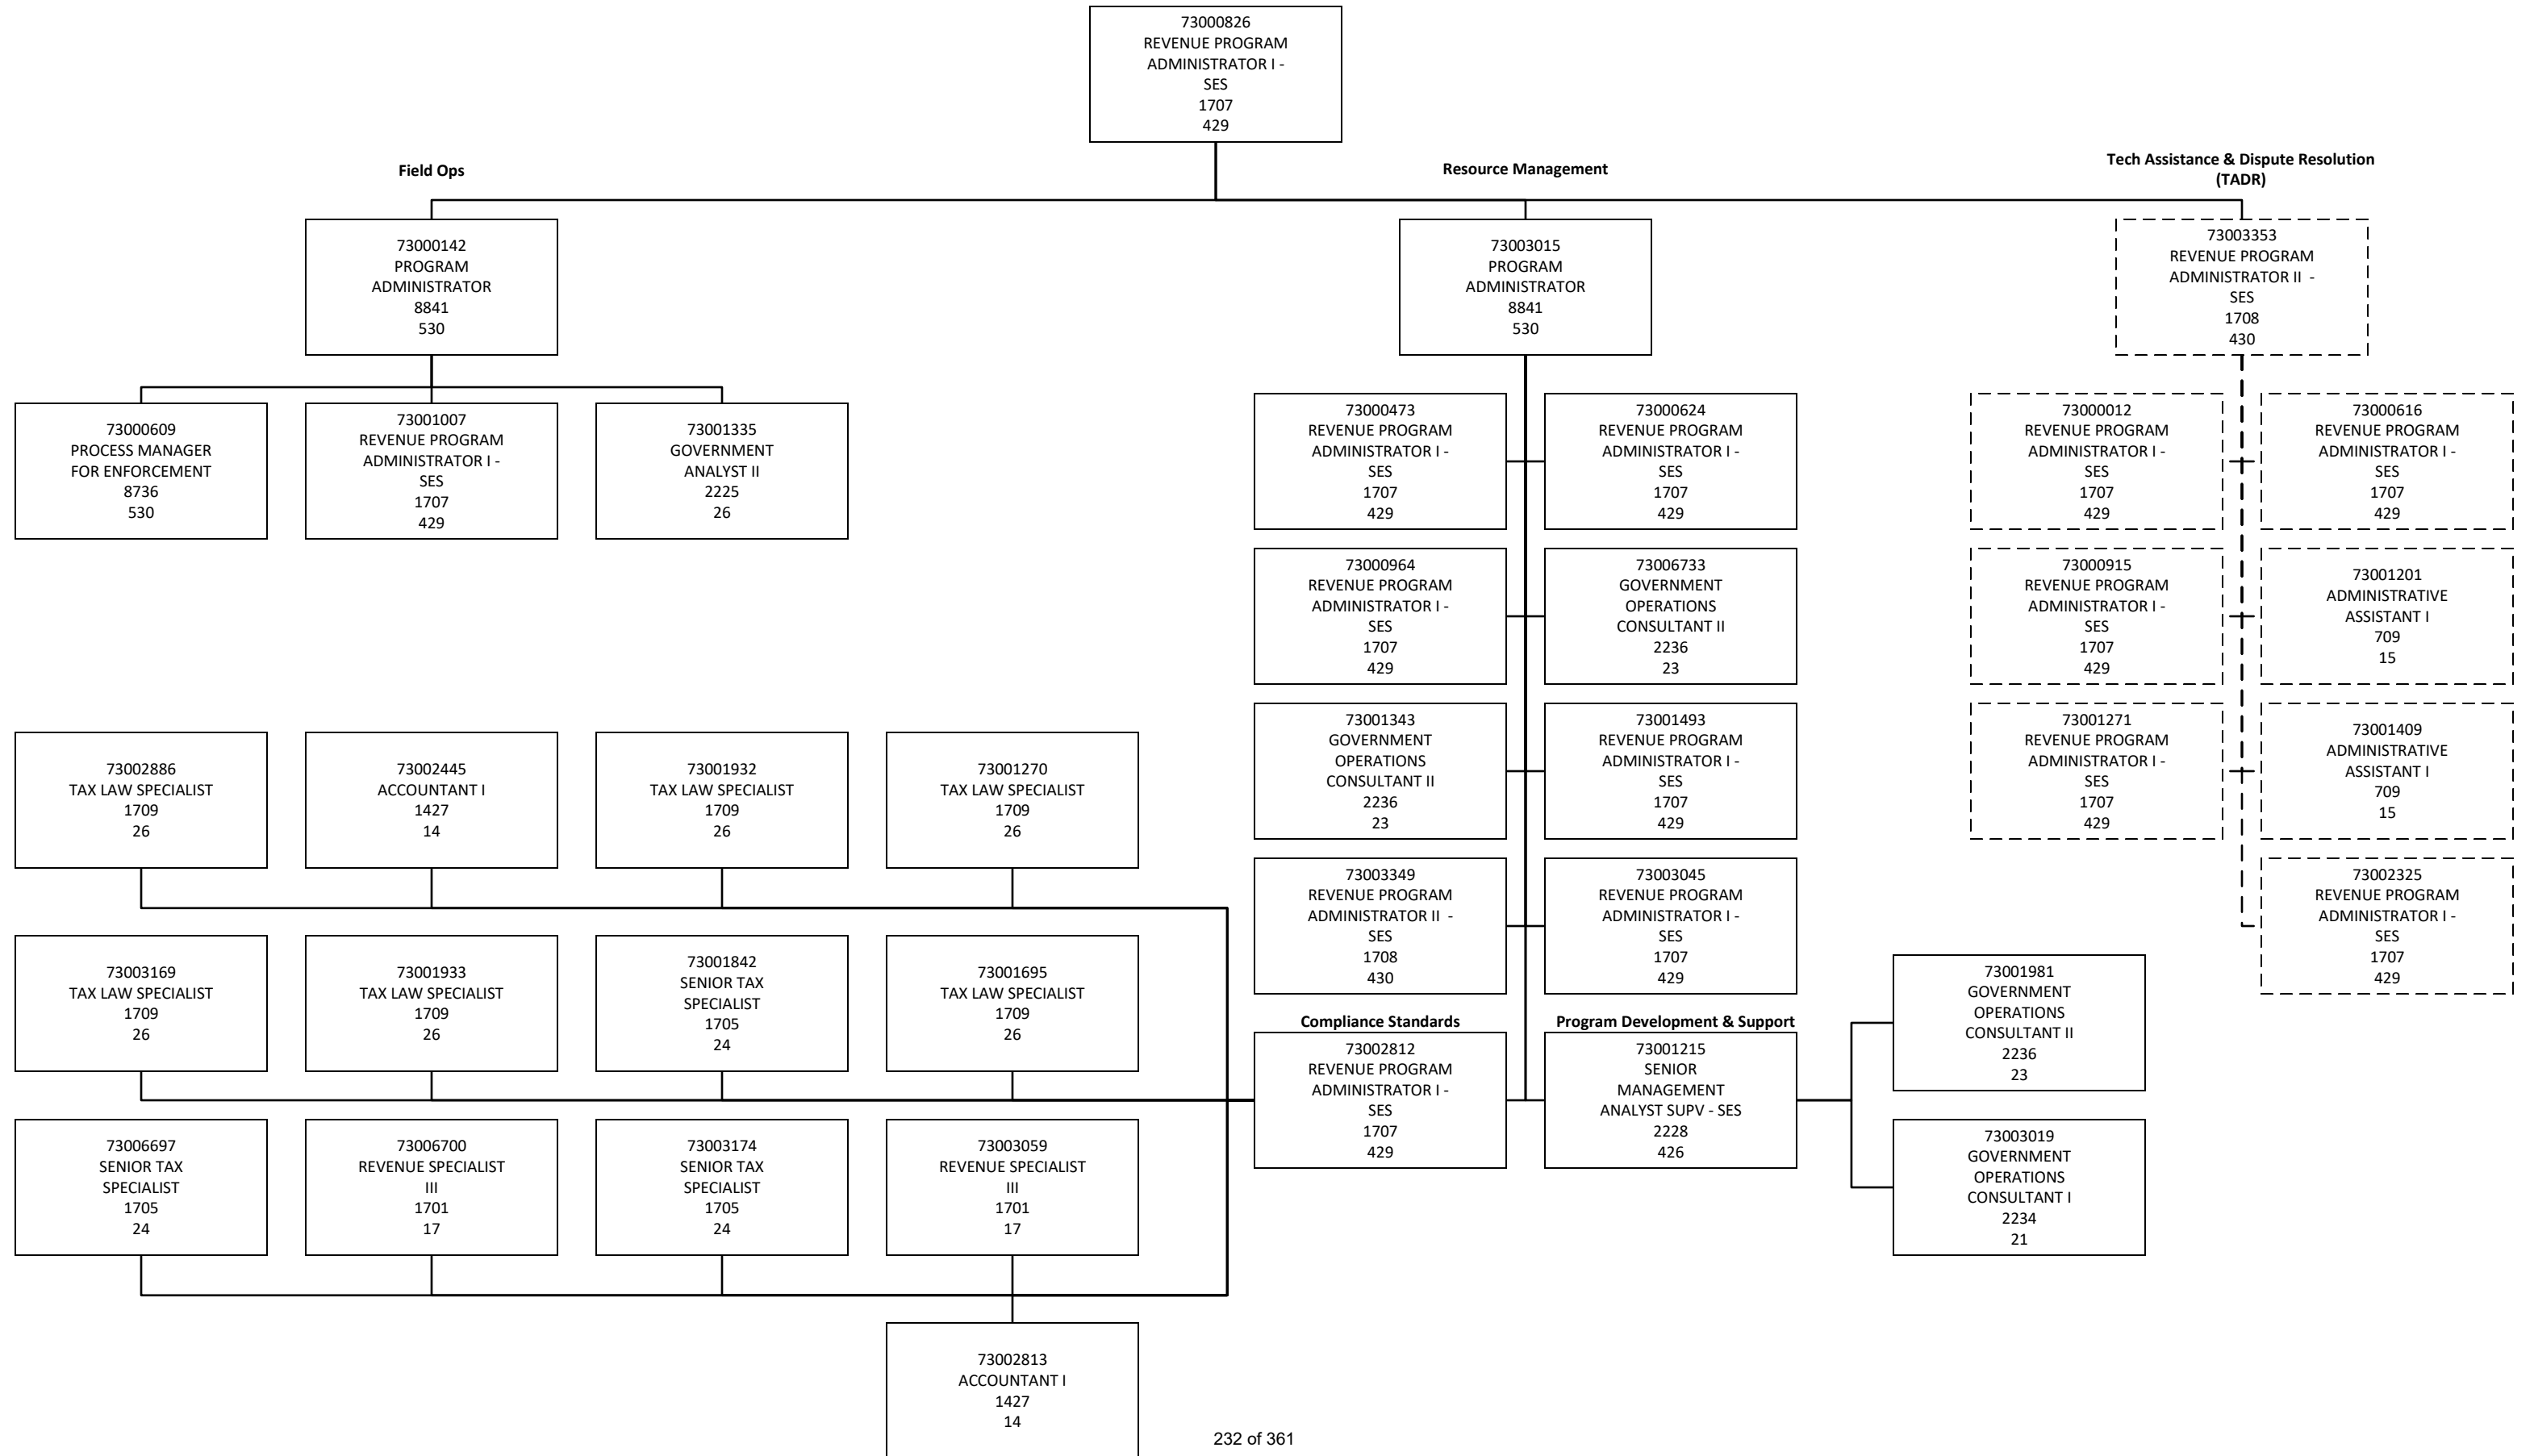 73000826
REVENUE PROGRAM
ADMINISTRATOR I -
SES
1707
429
Field Ops
Resource Management
Tech Assistance & Dispute Resolution
(TADR)
73000142
PROGRAM
ADMINISTRATOR
8841
530
73003015
PROGRAM
ADMINISTRATOR
8841
530
73003353
REVENUE PROGRAM
ADMINISTRATOR II -
SES
1708
430
73000609
PROCESS MANAGER
FOR ENFORCEMENT
8736
530
73001007
REVENUE PROGRAM
ADMINISTRATOR I -
SES
1707
429
73001335
GOVERNMENT
ANALYST II
2225
26
73000473
REVENUE PROGRAM
ADMINISTRATOR I -
SES
1707
429
73000624
REVENUE PROGRAM
ADMINISTRATOR I -
SES
1707
429
73000012
REVENUE PROGRAM
ADMINISTRATOR I -
SES
1707
429
73000616
REVENUE PROGRAM
ADMINISTRATOR I -
SES
1707
429
73000964
REVENUE PROGRAM
ADMINISTRATOR I -
SES
1707
429
73006733
GOVERNMENT
OPERATIONS
CONSULTANT II
2236
23
73000915
REVENUE PROGRAM
ADMINISTRATOR I -
SES
1707
429
73001201
ADMINISTRATIVE
ASSISTANT I
709
15
73002886
TAX LAW SPECIALIST
1709
26
73002445
ACCOUNTANT I
1427
14
73001932
TAX LAW SPECIALIST
1709
26
73001270
TAX LAW SPECIALIST
1709
26
73001343
GOVERNMENT
OPERATIONS
CONSULTANT II
2236
23
73001493
REVENUE PROGRAM
ADMINISTRATOR I -
SES
1707
429
73001271
REVENUE PROGRAM
ADMINISTRATOR I -
SES
1707
429
73001409
ADMINISTRATIVE
ASSISTANT I
709
15
73003349
REVENUE PROGRAM
ADMINISTRATOR II -
SES
1708
430
73003045
REVENUE PROGRAM
ADMINISTRATOR I -
SES
1707
429
73002325
REVENUE PROGRAM
ADMINISTRATOR I -
SES
1707
429
73003169
TAX LAW SPECIALIST
1709
26
73001933
TAX LAW SPECIALIST
1709
26
73001842
SENIOR TAX
SPECIALIST
1705
24
73001695
TAX LAW SPECIALIST
1709
26
Compliance Standards
73002812
REVENUE PROGRAM
ADMINISTRATOR I -
SES
1707
429
Program Development & Support
73001215
SENIOR
MANAGEMENT
ANALYST SUPV - SES
2228
426
73001981
GOVERNMENT
OPERATIONS
CONSULTANT II
2236
23
73003019
GOVERNMENT
OPERATIONS
CONSULTANT I
2234
21
73006697
SENIOR TAX
SPECIALIST
1705
24
73006700
REVENUE SPECIALIST
III
1701
17
73003174
SENIOR TAX
SPECIALIST
1705
24
73003059
REVENUE SPECIALIST
III
1701
17
73002813
ACCOUNTANT I
1427
14
232 of 361